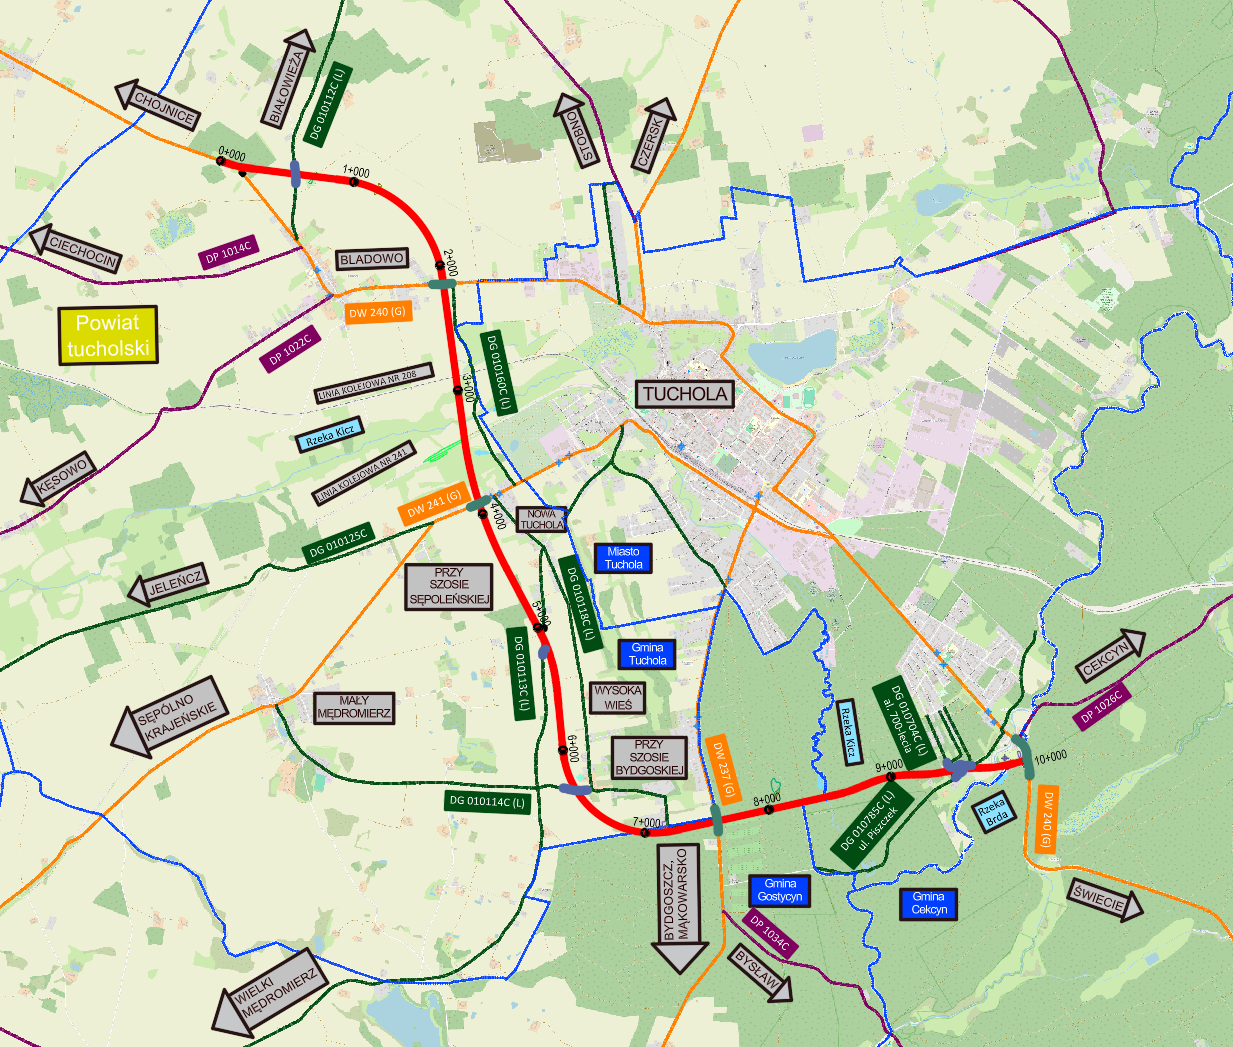 CHOJNICE
BIAŁOWIEŻA
DG 010112C (L)
STOBNO
CZERSK
0+000
1+000
CIECHOCIN
DP 1014C
BLADOWO
2+000
Powiat
tucholski
DW 240 (G)
DP 1022C
DG 010160C (L)
LINIA KOLEJOWA NR 208
3+000
TUCHOLA
Rzeka Kicz
KĘSOWO
LINIA KOLEJOWA NR 241
DW 241 (G)
4+000
NOWA
TUCHOLA
DG 010125C
JELEŃCZ
PRZY
SZOSIE
SĘPOLEŃSKIEJ
Miasto
Tuchola
DG 010118C (L)
5+000
Gmina
Tuchola
DG 010113C (L)
CEKCYN
DP 1026C
SĘPÓLNO
KRAJEŃSKIE
MAŁY
MĘDROMIERZ
WYSOKA
WIEŚ
Rzeka Kicz
DG 010704C (L)
al. 700-lecia
6+000
PRZY
SZOSIE
BYDGOSKIEJ
DW 237 (G)
9+000
10+000
DG 010114C (L)
8+000
7+000
DG 010785C (L)
ul. Piszczek
Rzeka
Brda
DW 240 (G)
BYDGOSZCZ,
MĄKOWARSKO
Gmina
Gostycyn
Gmina
Cekcyn
ŚWIECIE
DP 1034C
BYSŁAW
WIELKI
MĘDROMIERZ